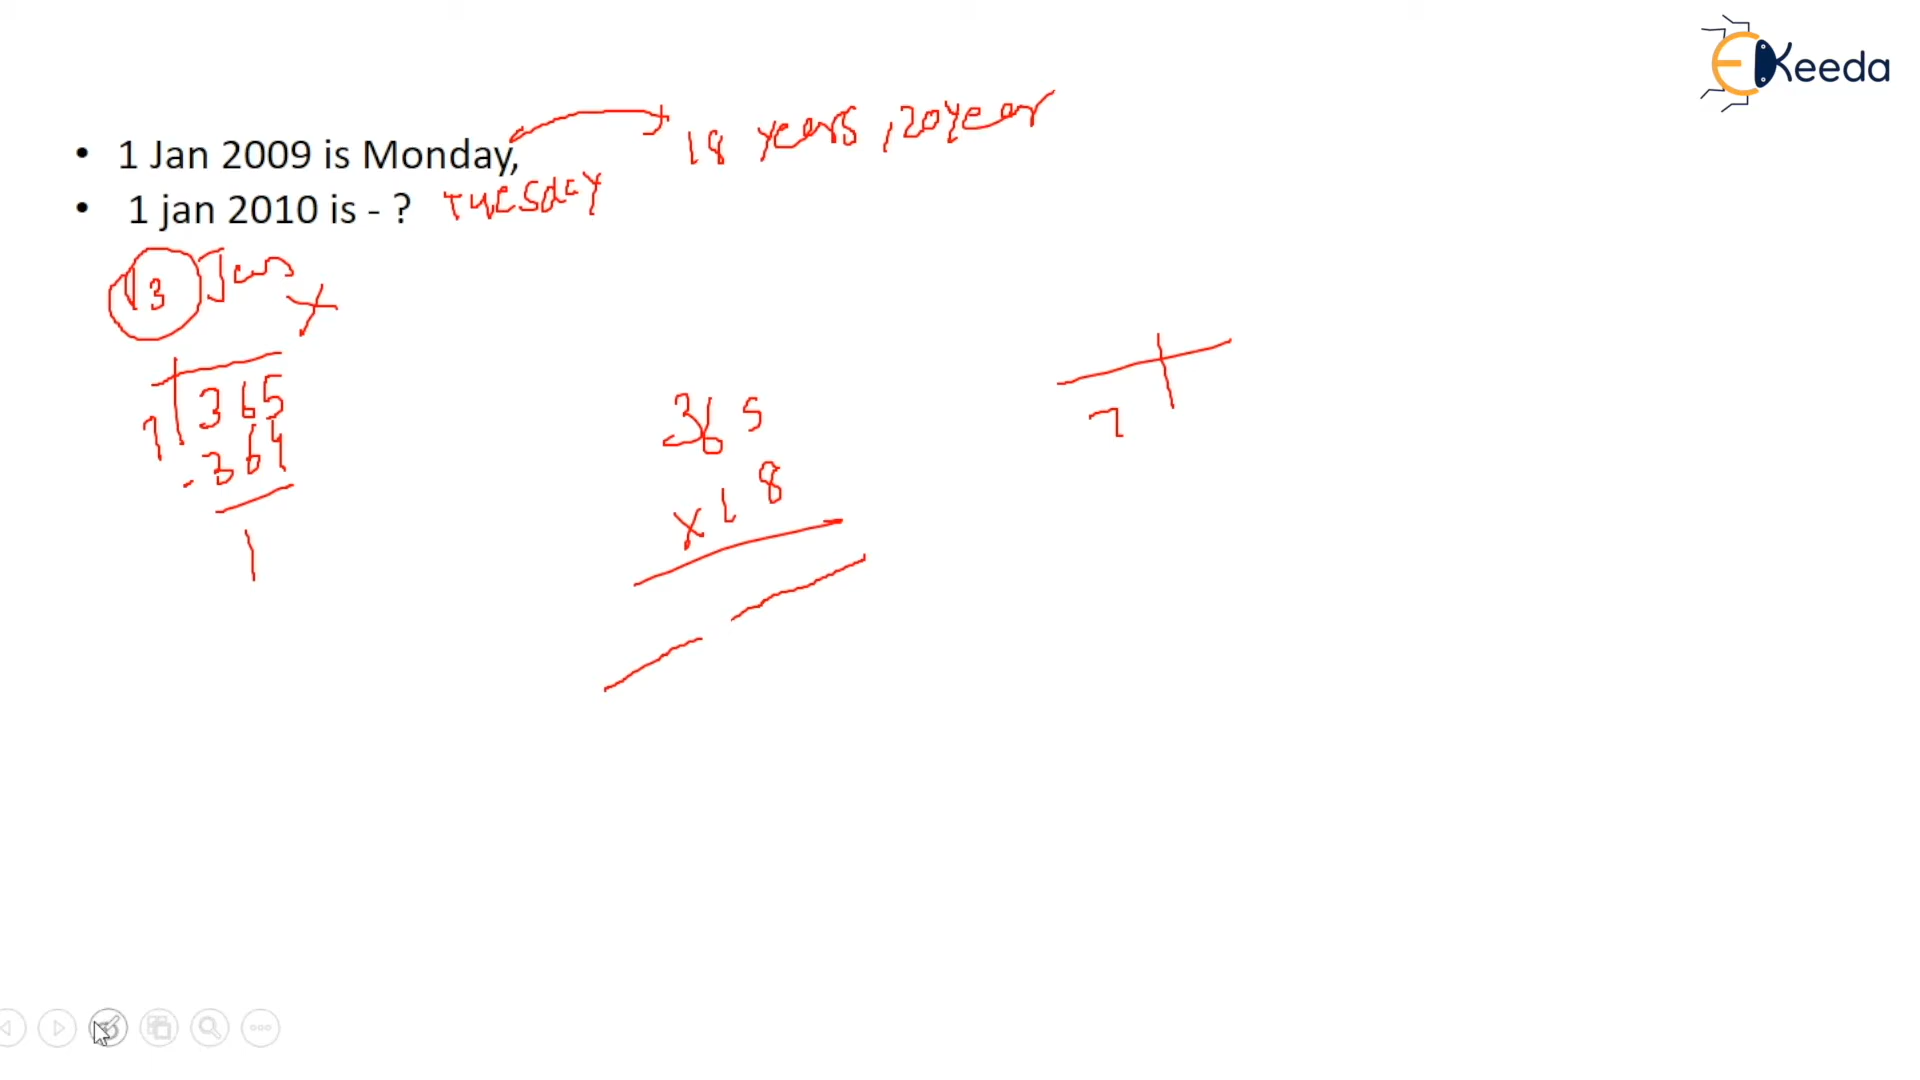 EKeeda
18 years, 20 year
• 1 Jan 2009 is Monday,
• 1 jan 2010 is - ? Tuesday
13 Jan
7 365
- 364
1
365
x 18
7